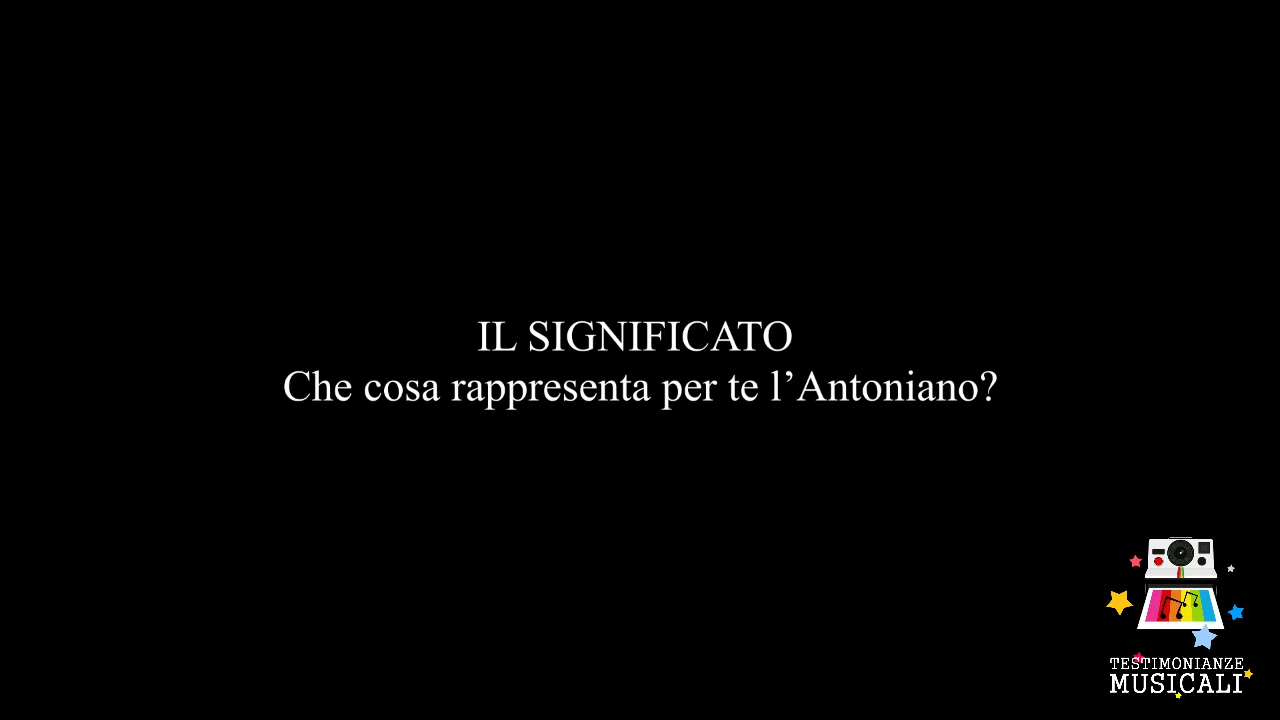 IL SIGNIFICATO
Che cosa rappresenta per te l’Antoniano?
TESTIMONIANZE
MUSICALI